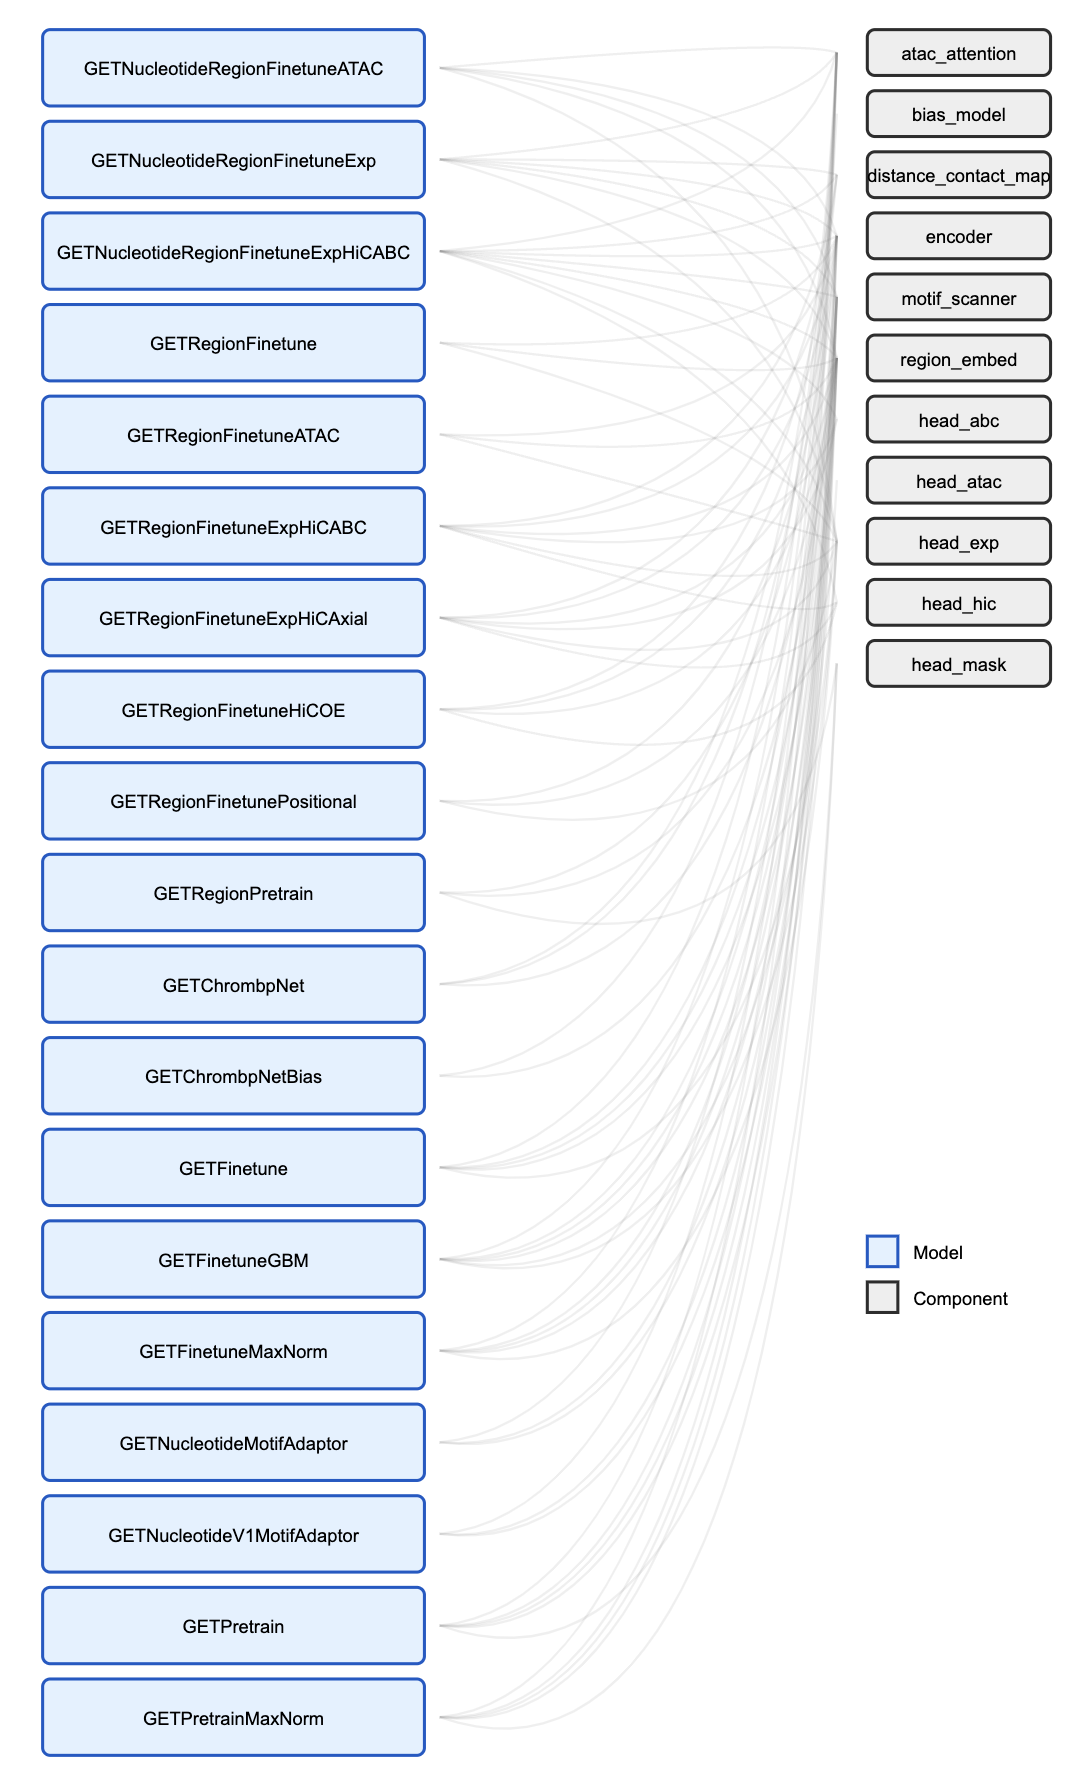 GETNucleotideRegionFinetuneATAC
GETNucleotideRegionFinetuneExp
GETNucleotideRegionFinetuneExpHiCABC
GETRegionFinetune
GETRegionFinetuneATAC
GETRegionFinetuneExpHiCABC
GETRegionFinetuneExpHiCAxial
GETRegionFinetuneHiCOE
GETRegionFinetunePositional
GETRegionPretrain
GETChrombpNet
GETChrombpNetBias
GETFinetune
GETFinetuneGBM
GETFinetuneMaxNorm
GETNucleotideMotifAdaptor
GETNucleotideV1MotifAdaptor
GETPretrain
GETPretrainMaxNorm
atac_attention
bias_model
distance_contact_map
encoder
motif_scanner
region_embed
head_abc
head_atac
head_exp
head_hic
head_mask
Model
Component